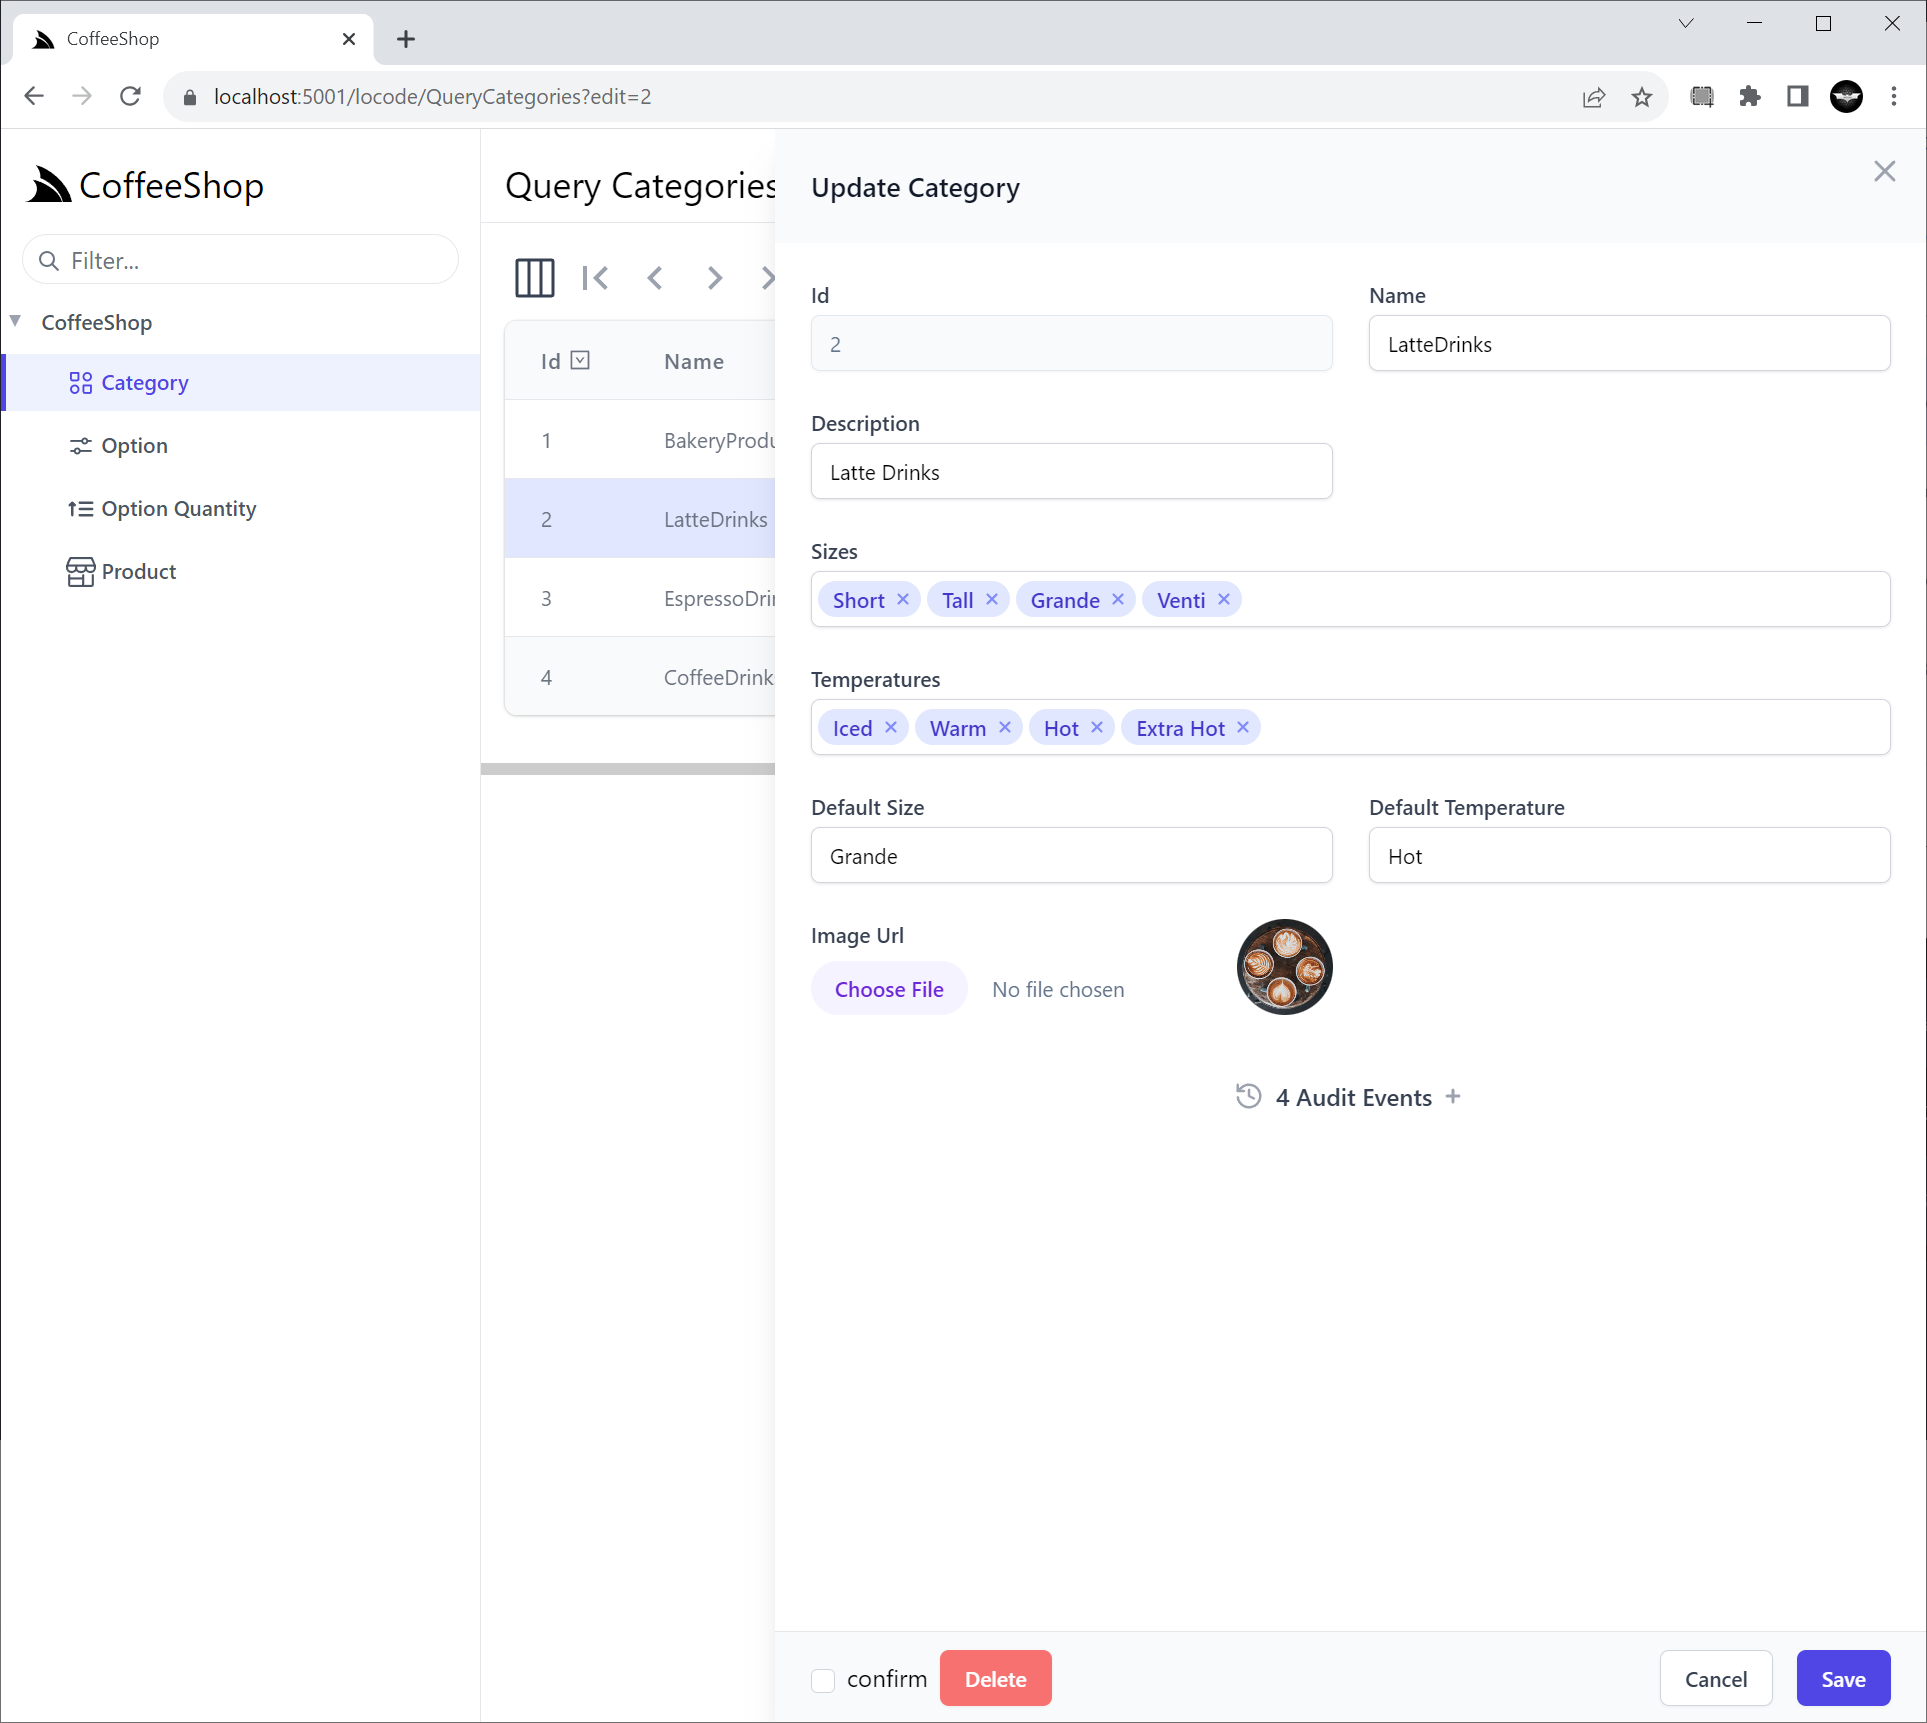 CoffeeShop
localhost:5001/locode/QueryCategories?edit=2
CoffeeShop
Filter...
CoffeeShop
Category
Option
Option Quantity
Product
Query Categories
Id Name
1 BakeryProdu
2 LatteDrinks
3 EspressoDrin
4 CoffeeDrink
Update Category
Id Name
2 LatteDrinks
Description
Latte Drinks
Sizes
Short Tall Grande Venti
Temperatures
Iced Warm Hot Extra Hot
Default Size Default Temperature
Grande Hot
Image Url
Choose File No file chosen
4 Audit Events +
confirm Delete Cancel Save